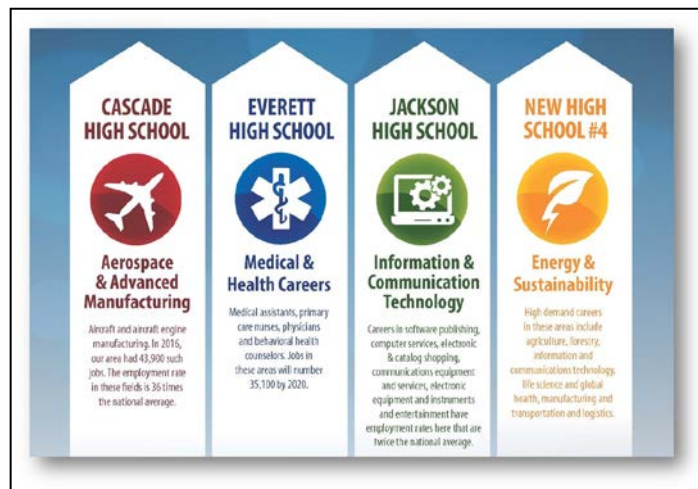 CASCADE
HIGH SCHOOL
Aerospace
& Advanced
Manufacturing
Aircraft and aircraft engine
manufacturing. In 2016,
our area had 43,900 such
jobs. The employment rate
in these fields is 36 times
the national average.
EVERETT
HIGH SCHOOL
Medical &
Health Careers
Medical assistants, primary
care nurses, physicians
and behavioral health
counselors. Jobs in
these areas will number
35,100 by 2020.
JACKSON
HIGH SCHOOL
Information &
Communication
Technology
Careers in software publishing,
computer services, electronic
& catalog shopping,
communications equipment
and services, electronic
equipment and instruments
and entertainment have
employment rates here that are
twice the national average.
NEW HIGH
SCHOOL #4
Energy &
Sustainability
High demand careers
in these areas include
agriculture, forestry,
information and
communications technology,
life science and global
health, manufacturing and
transportation and logistics.